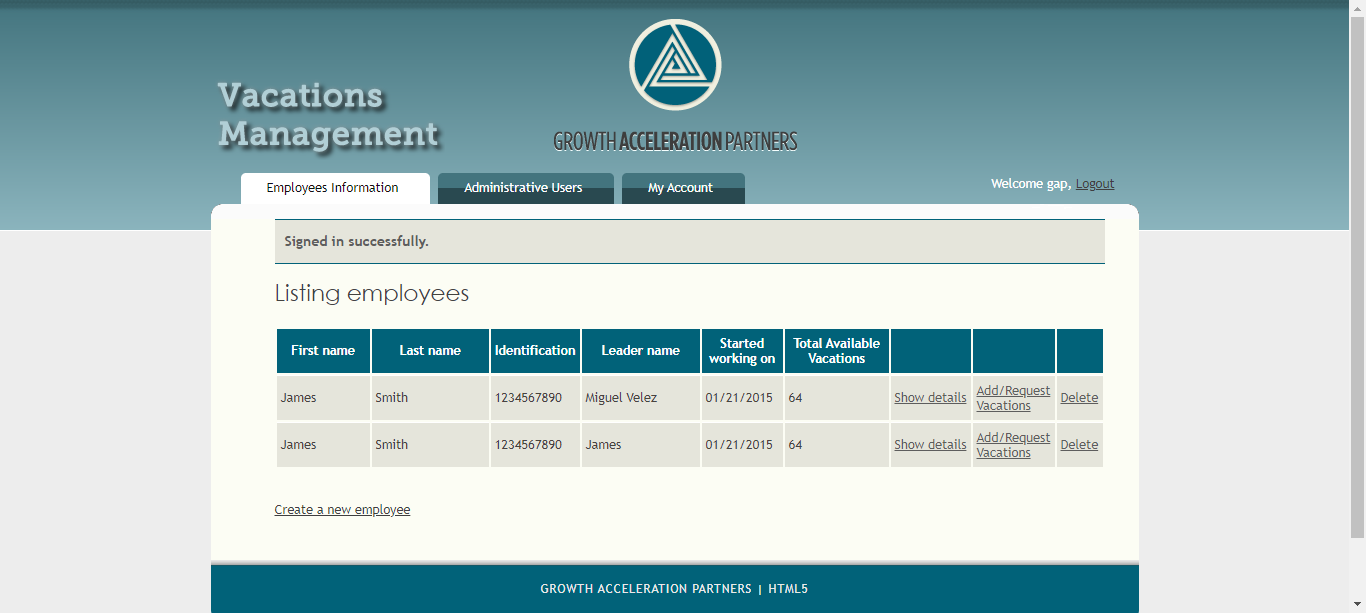 Vacations
Management
GROWTH ACCELERATION PARTNERS
Employees Information
Administrative Users
My Account
Welcome gap, Logout
Signed in successfully.
Listing employees
First name Last name Identification Leader name Started working on Total Available Vacations
James Smith 1234567890 Miguel Velez 01/21/2015 64 Show details Add/Request Vacations Delete
James Smith 1234567890 James 01/21/2015 64 Show details Add/Request Vacations Delete
Create a new employee
GROWTH ACCELERATION PARTNERS | HTML5